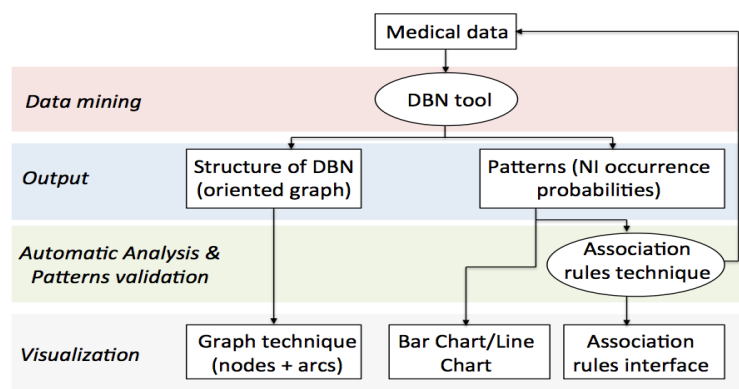 Medical data
Data mining
DBN tool
Output
Structure of DBN
(oriented graph)
Patterns (NI occurrence
probabilities)
Automatic Analysis &
Patterns validation
Association
rules technique
Visualization
Graph technique
(nodes + arcs)
Bar Chart/Line
Chart
Association
rules interface